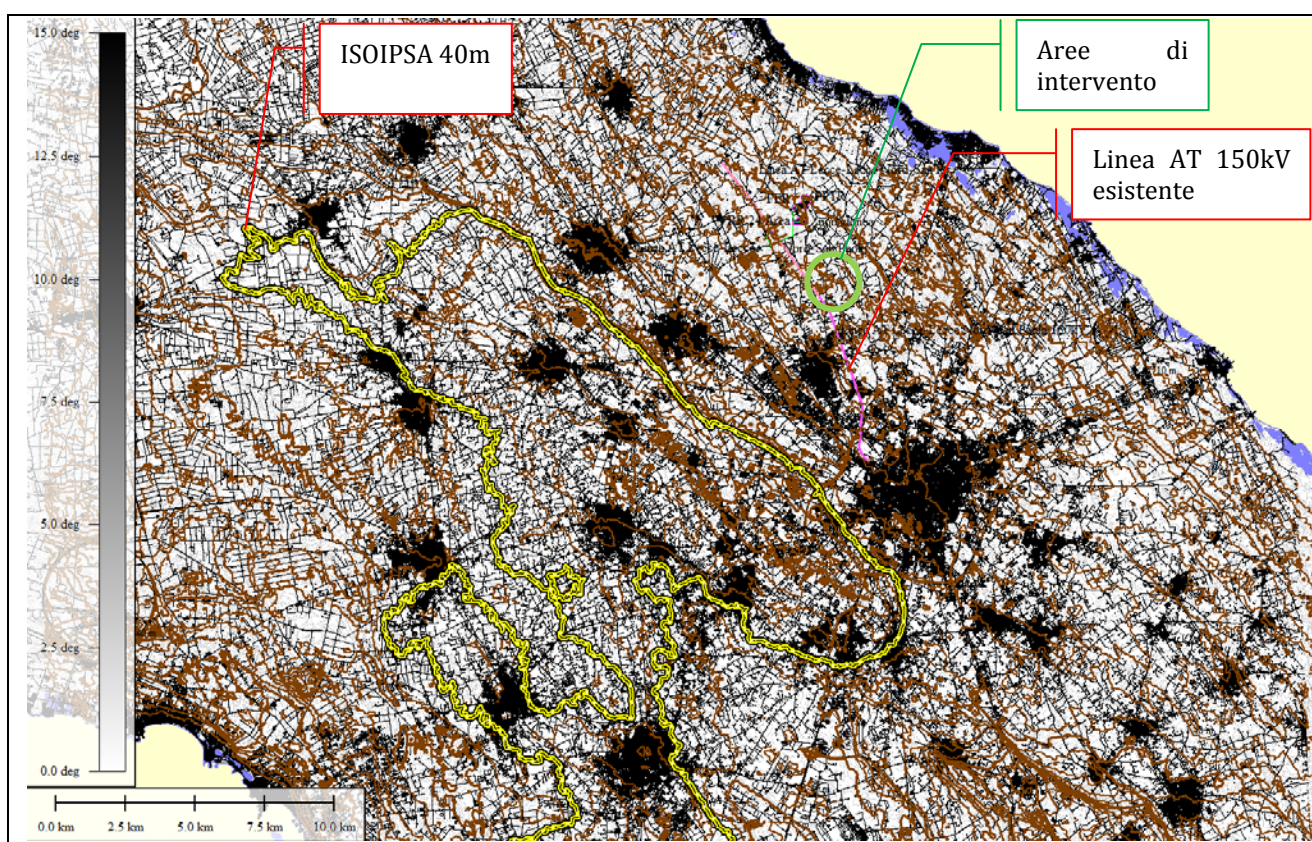 15.0 deg
12.5 deg
10.0 deg
7.5 deg
5.0 deg
2.5 deg
0.0 deg
ISOIPSA 40m
Aree di
intervento
Linea AT 150kV
esistente
0.0 km 2.5 km 5.0 km 7.5 km 10.0 km